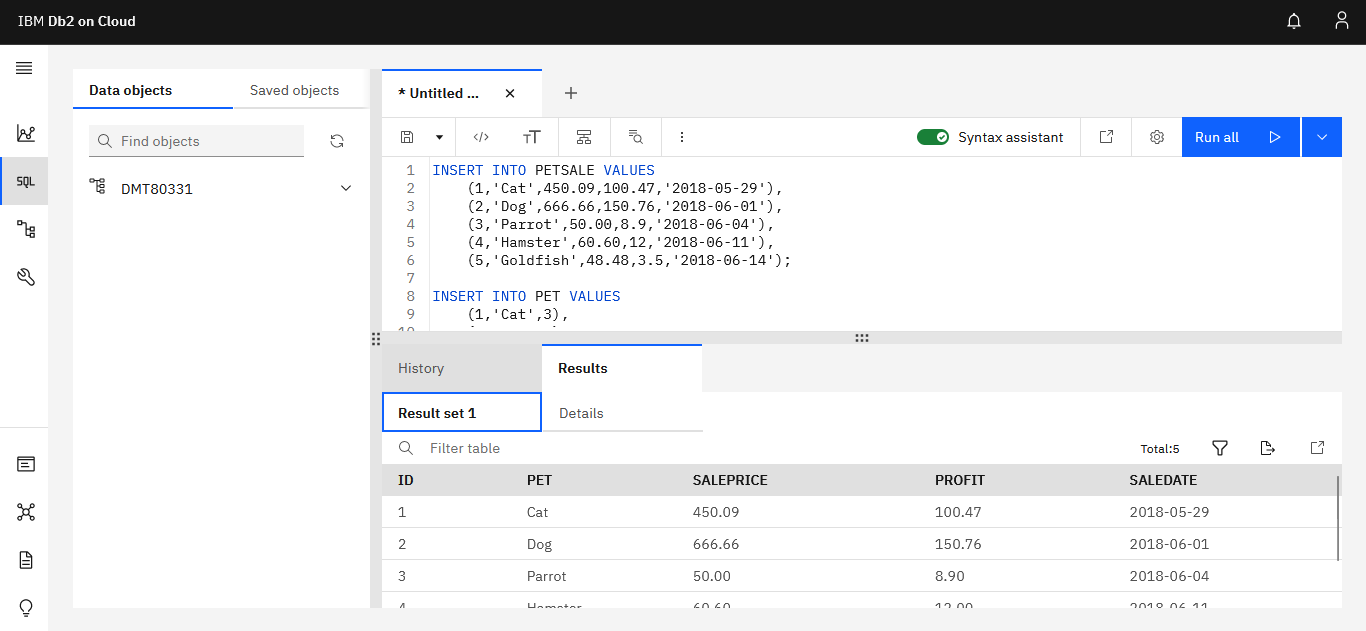 IBM Db2 on Cloud
Data objects
Saved objects
Find objects
DMT80331
* Untitled ...
Syntax assistant
Run all
SQL
1 INSERT INTO PETSALE VALUES
2 (1,'Cat',450.09,100.47,'2018-05-29'),
3 (2,'Dog',666.66,150.76,'2018-06-01'),
4 (3,'Parrot',50.00,8.9,'2018-06-04'),
5 (4,'Hamster',60.60,12,'2018-06-11'),
6 (5,'Goldfish',48.48,3.5,'2018-06-14');
7
8 INSERT INTO PET VALUES
9 (1,'Cat',3),
10
History
Results
Result set 1
Details
Filter table
Total:5
ID PET SALEPRICE PROFIT SALEDATE
1 Cat 450.09 100.47 2018-05-29
2 Dog 666.66 150.76 2018-06-01
3 Parrot 50.00 8.90 2018-06-04
4 Hamster 60.60 12.00 2018-06-11